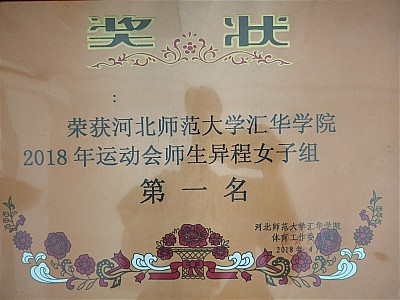 奖状
:
荣获河北师范大学汇华学院
2018年运动会师生异程女子组
第一名
河北师范大学汇华学院
体育工作委
2018年4